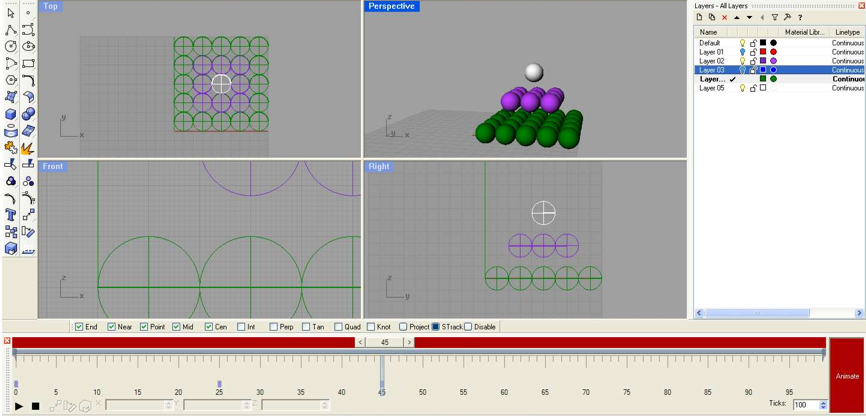 Top
Perspective
Layers - All Layers
Name Material Libr... Linetype
Default Continuous
Layer 01 Continuous
Layer 02 Continuous
Layer 03 Continuous
Layer... Continuou
Layer 05 Continuous
z y x
z y x
Front
Right
z x
z y
End Near Point Mid Cen Int Perp Tan Quad Knot Project STrack Disable
< 45 >
0 5 10 15 20 25 30 35 40 45 50 55 60 65 70 75 80 85 90 95
Animate
X Y Z
Ticks: 100